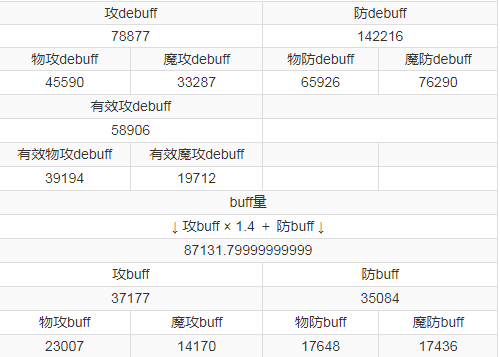 攻debuff 防debuff
78877 142216
物攻debuff 魔攻debuff 物防debuff 魔防debuff
45590 33287 65926 76290
有效攻debuff
58906
有效物攻debuff 有效魔攻debuff
39194 19712
buff量
↓攻buff × 1.4 + 防buff↓
87131.79999999999
攻buff 防buff
37177 35084
物攻buff 魔攻buff 物防buff 魔防buff
23007 14170 17648 17436